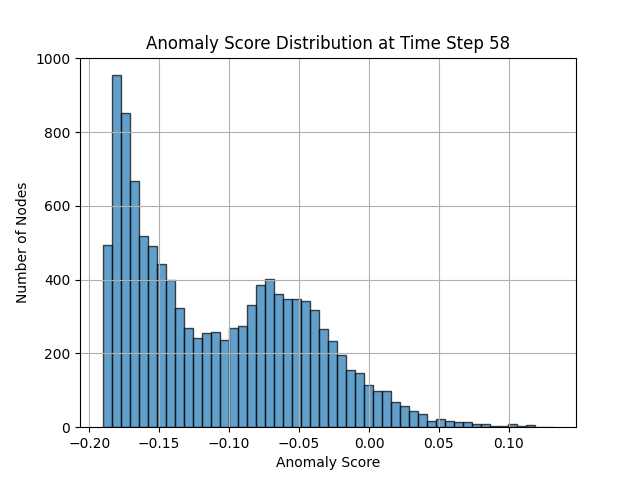 Anomaly Score Distribution at Time Step 58
1000
800
600
400
200
0
Number of Nodes
−0.20 −0.15 −0.10 −0.05 0.00 0.05 0.10
Anomaly Score